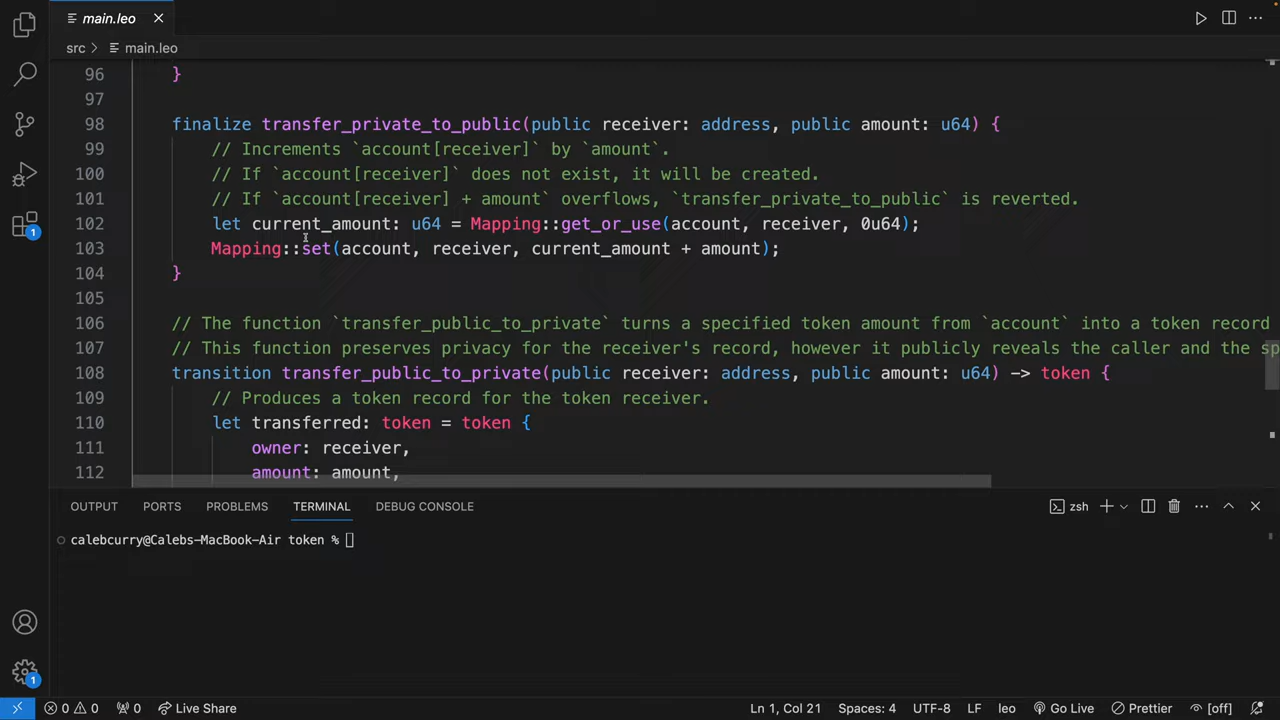 main.leo
src
main.leo
96 }
97
98 finalize transfer_private_to_public(public receiver: address, public amount: u64) {
99 // Increments `account[receiver]` by `amount`.
100 // If `account[receiver]` does not exist, it will be created.
101 // If `account[receiver] + amount` overflows, `transfer_private_to_public` is reverted.
102 let current_amount: u64 = Mapping::get_or_use(account, receiver, 0u64);
103 Mapping::set(account, receiver, current_amount + amount);
104 }
105
106 // The function `transfer_public_to_private` turns a specified token amount from `account` into a token record
107 // This function preserves privacy for the receiver's record, however it publicly reveals the caller and the sp
108 transition transfer_public_to_private(public receiver: address, public amount: u64) -> token {
109 // Produces a token record for the token receiver.
110 let transferred: token = token {
111 owner: receiver,
112 amount: amount,
OUTPUT PORTS PROBLEMS TERMINAL DEBUG CONSOLE zsh
calebcurry@Calebs-MacBook-Air token %
1
1
0 0 0 Live Share Ln 1, Col 21 Spaces: 4 UTF-8 LF leo Go Live Prettier [off]